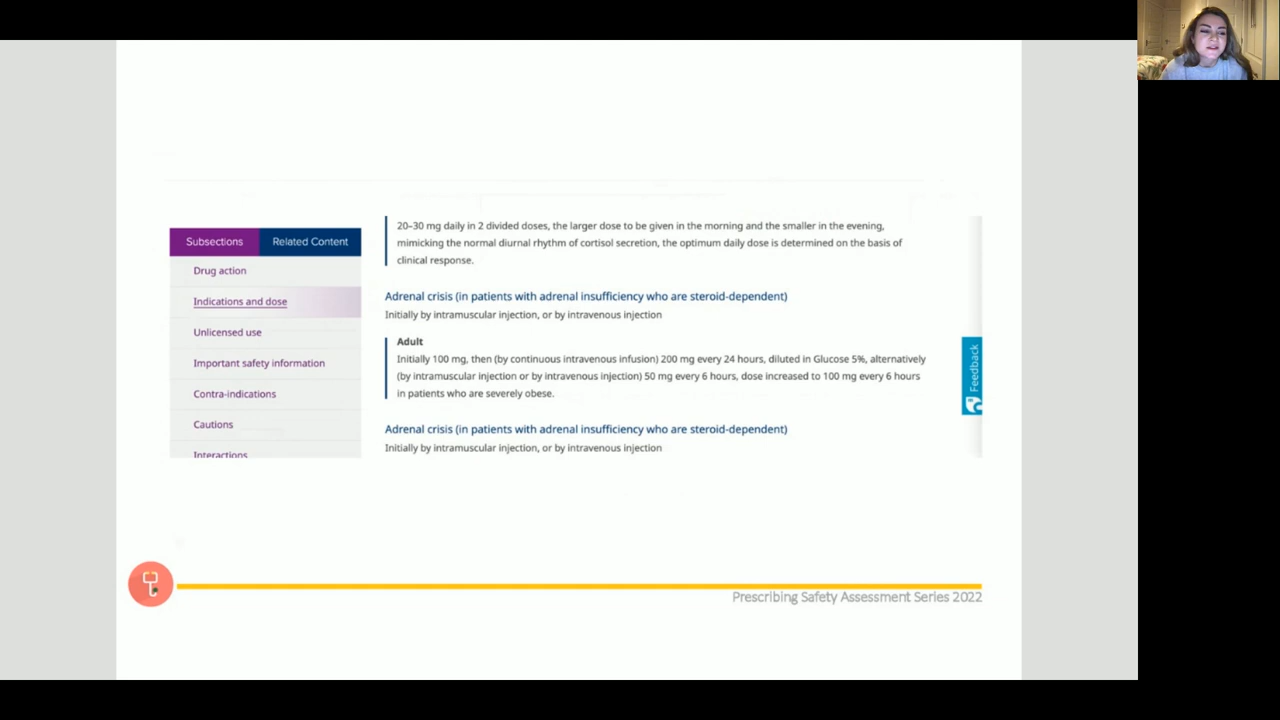 20–30 mg daily in 2 divided doses, the larger dose to be given in the morning and the smaller in the evening,
mimicking the normal diurnal rhythm of cortisol secretion, the optimum daily dose is determined on the basis of
clinical response.
Subsections
Related Content
Drug action
Indications and dose
Unlicensed use
Important safety information
Contra-indications
Cautions
Interactions
Adrenal crisis (in patients with adrenal insufficiency who are steroid-dependent)
Initially by intramuscular injection, or by intravenous injection
Adult
Initially 100 mg, then (by continuous intravenous infusion) 200 mg every 24 hours, diluted in Glucose 5%, alternatively
(by intramuscular injection or by intravenous injection) 50 mg every 6 hours, dose increased to 100 mg every 6 hours
in patients who are severely obese.
Adrenal crisis (in patients with adrenal insufficiency who are steroid-dependent)
Initially by intramuscular injection, or by intravenous injection
Feedback
Prescribing Safety Assessment Series 2022